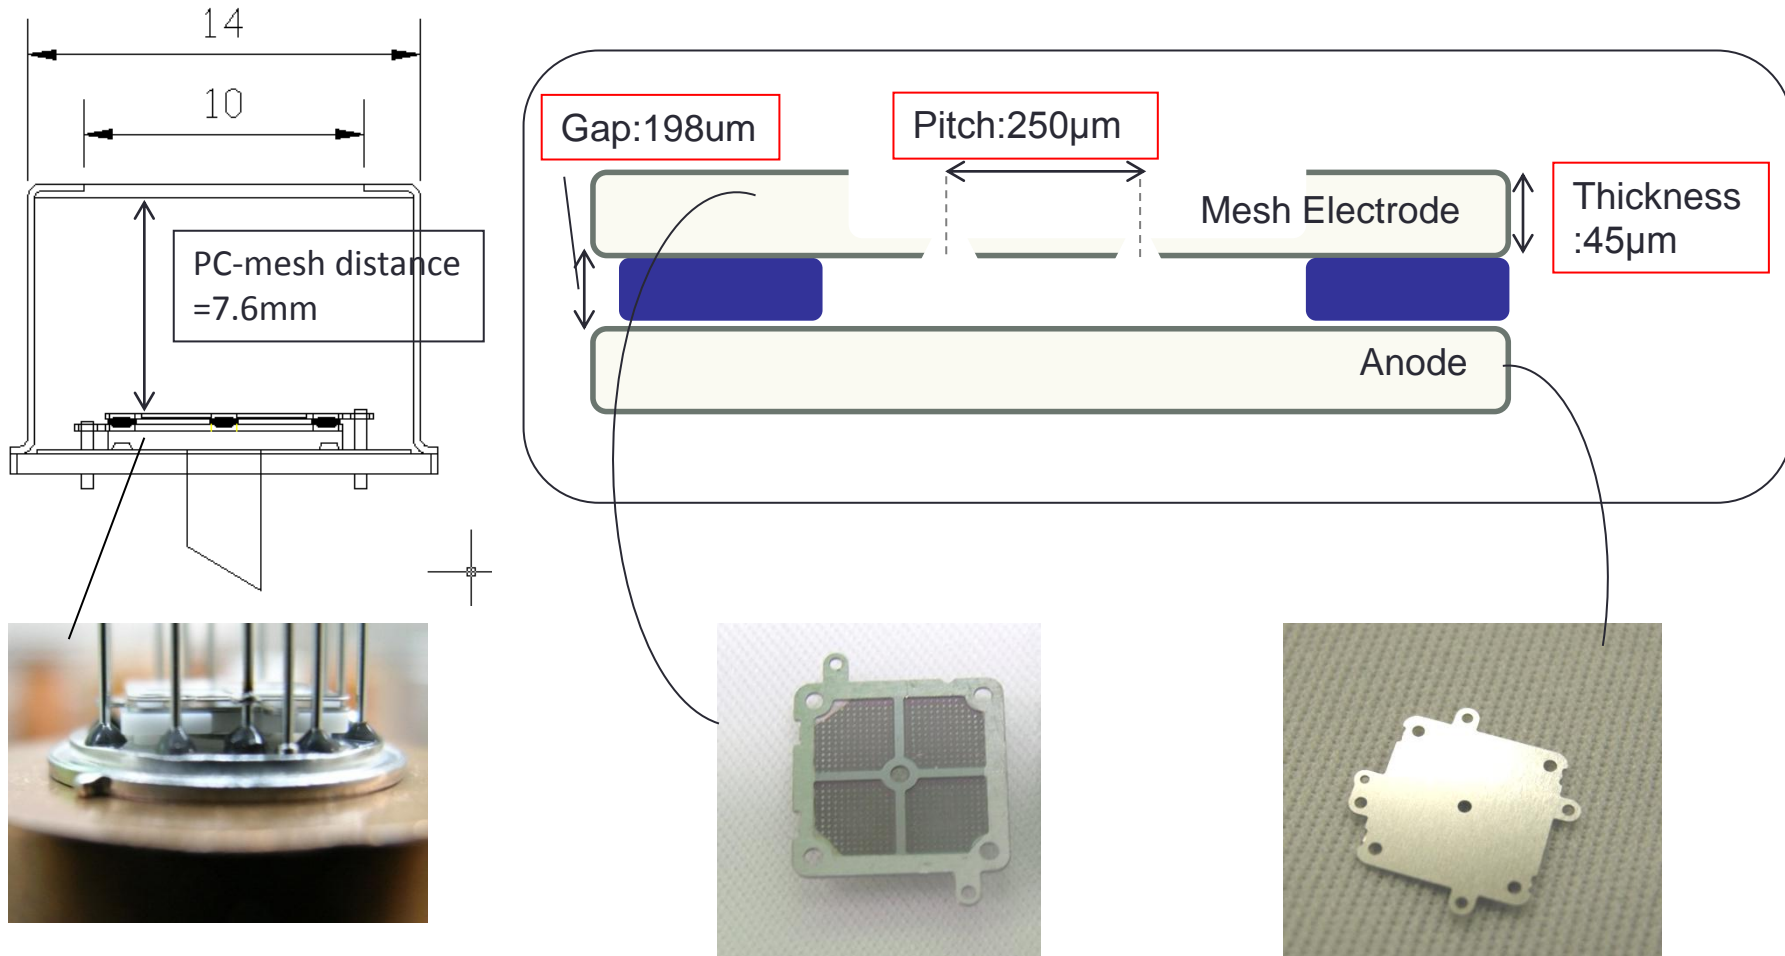 14
10
PC-mesh distance
=7.6mm
Gap:198um
Pitch:250μm
Mesh Electrode
Thickness
:45μm
Anode